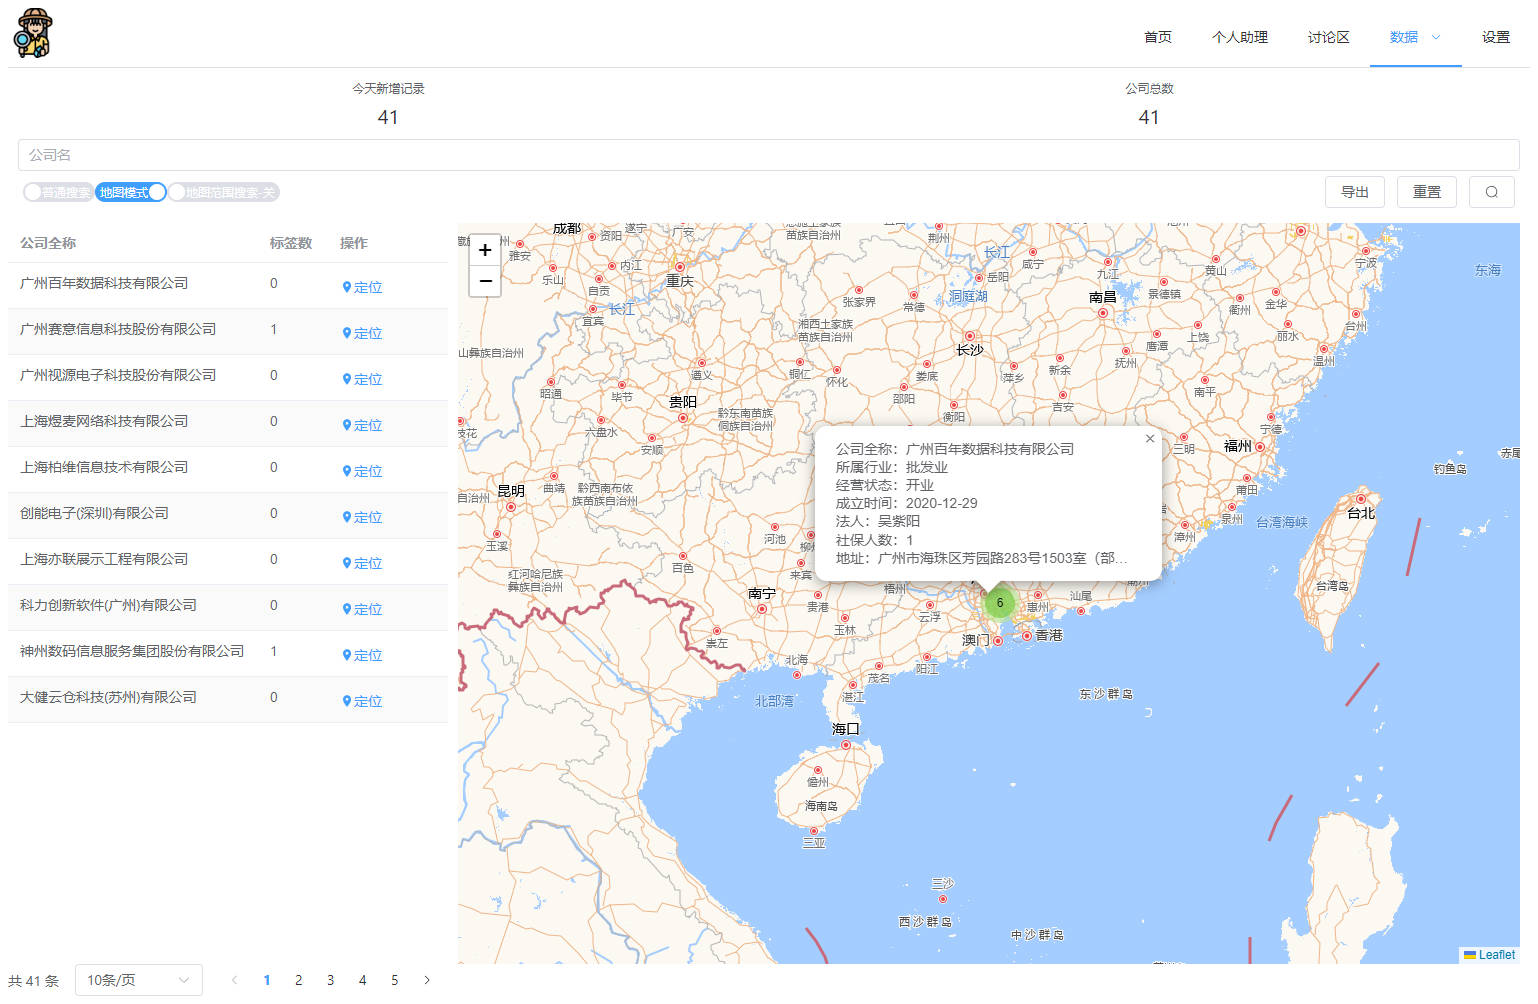 首页 个人助理 讨论区 数据 设置
今天新增记录 公司总数
41 41
公司名
普通搜索 地图模式 地图范围搜索-关 导出 重置
公司全称 标签数 操作
广州百年数据科技有限公司 0 定位
广州赛意信息科技股份有限公司 1 定位
广州视源电子科技股份有限公司 0 定位
上海煜麦网络科技有限公司 0 定位
上海柏维信息技术有限公司 0 定位
创能电子(深圳)有限公司 0 定位
上海亦联展示工程有限公司 0 定位
科力创新软件(广州)有限公司 0 定位
神州数码信息服务集团股份有限公司 1 定位
大健云仓科技(苏州)有限公司 0 定位
+
−
成都 资阳 遂宁 广安
苗族自治州
荆州 长江 咸宁
雅安 乐山 内江 自贡 重庆
张家界 常德 岳阳 洞庭湖
九江 黄山 宁波 东海
南昌 景德镇 衢州 金华 台州
宜宾 长江
湘西土家族
苗族自治州
长沙 鹰潭 上饶 丽水
山彝族自治州
遵义 铜仁 怀化 娄底 萍乡 新余 抚州 温州
昭通 毕节 贵阳 邵阳 衡阳 吉安 南平
黔东南苗族
侗族自治州
枝花 六盘水 安顺 宁德
三明 福州
自治州 昆明 曲靖
黔西南布依
族苗族自治州
莆田 钓鱼岛 赤尾
泉州 台湾海峡 台北
漳州
玉溪 河池 柳州
百色 来宾
红河哈尼族
彝族自治州
南宁 贵港 梧州 云浮 惠州 汕尾 潮州 台湾岛
崇左 玉林 澳门 香港
北海 茂名 阳江
北部湾 湛江 东沙群岛
海口
儋州
海南岛
三亚
三沙
西沙群岛 中沙群岛
×
公司全称：广州百年数据科技有限公司
所属行业：批发业
经营状态：开业
成立时间：2020-12-29
法人：吴紫阳
社保人数：1
地址：广州市海珠区芳园路283号1503室（部…
6
Leaflet
共 41 条 10条/页 1 2 3 4 5